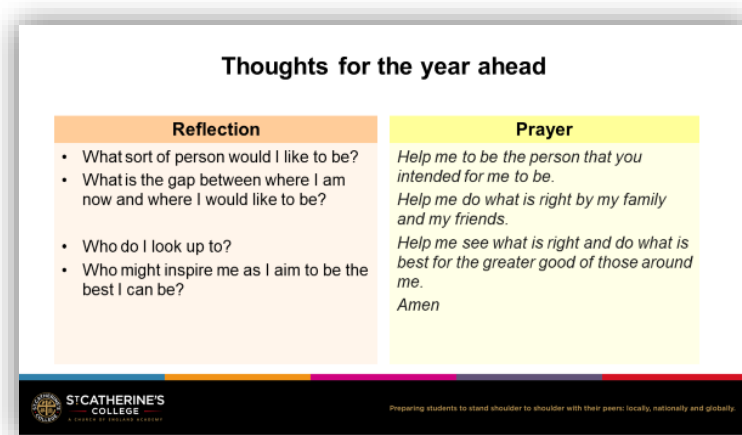 Thoughts for the year ahead
Reflection
• What sort of person would I like to be?
• What is the gap between where I am
now and where I would like to be?
• Who do I look up to?
• Who might inspire me as I aim to be the
best I can be?
Prayer
Help me to be the person that you
intended for me to be.
Help me do what is right by my family
and my friends.
Help me see what is right and do what is
best for the greater good of those around
me.
Amen
ST CATHERINE'S
COLLEGE
A CHURCH OF ENGLAND ACADEMY
Preparing students to stand shoulder to shoulder with their peers: locally, nationally and globally.